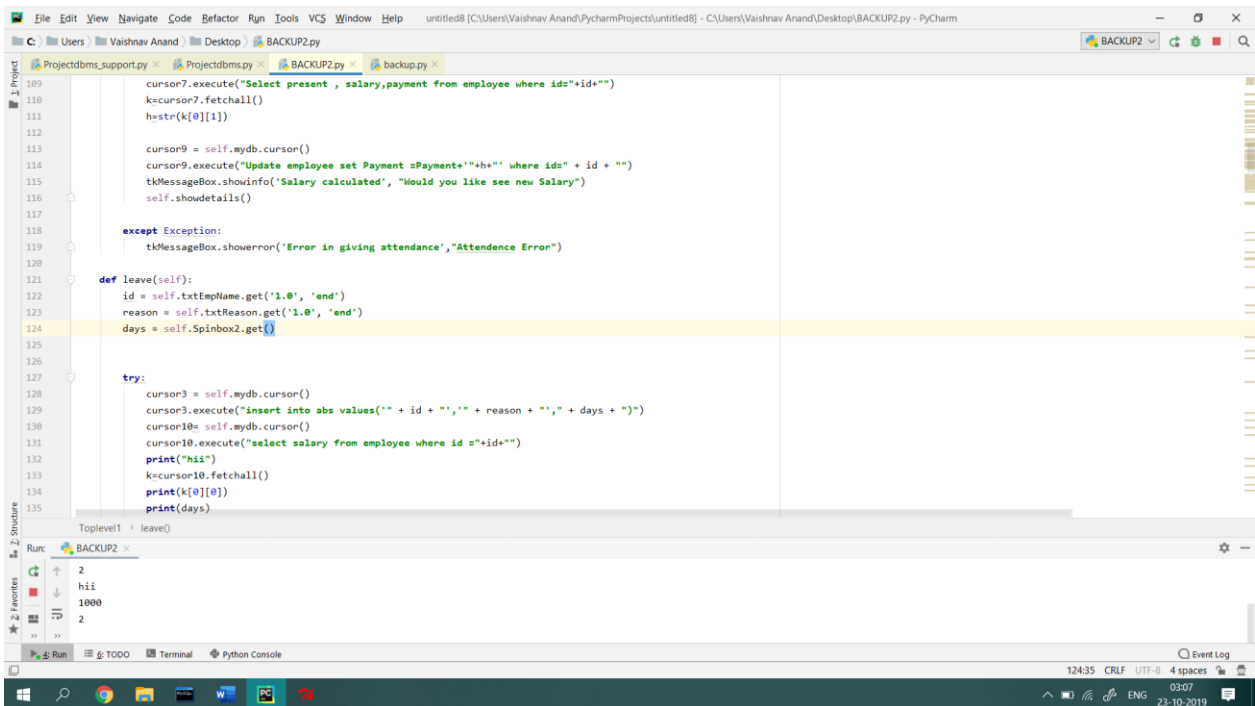 File Edit View Navigate Code Refactor Run Tools VCS Window Help untitled8 [C:\Users\Vaishnav Anand\PycharmProjects\untitled8] - C:\Users\Vaishnav Anand\Desktop\BACKUP2.py - PyCharm
C: Users Vaishnav Anand Desktop BACKUP2.py BACKUP2
Projectdbms_support.py Projectdbms.py BACKUP2.py backup.py
1: Project
109 cursor7.execute("Select present , salary,payment from employee where id="+id+"")
110 k=cursor7.fetchall()
111 h=str(k[0][1])
112
113 cursor9 = self.mydb.cursor()
114 cursor9.execute("Update employee set Payment =Payment+'"+h+"' where id=" + id + "")
115 tkMessageBox.showinfo('Salary calculated', "Would you like see new Salary")
116 self.showdetails()
117
118 except Exception:
119 tkMessageBox.showerror('Error in giving attendance',"Attendence Error")
120
121 def leave(self):
122 id = self.txtEmpName.get('1.0', 'end')
123 reason = self.txtReason.get('1.0', 'end')
124 days = self.Spinbox2.get()
125
126
127 try:
128 cursor3 = self.mydb.cursor()
129 cursor3.execute("insert into abs values('" + id + "','" + reason + "'," + days + ")")
130 cursor10= self.mydb.cursor()
131 cursor10.execute("select salary from employee where id ="+id+"")
132 print("hii")
133 k=cursor10.fetchall()
134 print(k[0][0])
135 print(days)
Toplevel1 › leave()
Z: Structure
2: Favorites
Run: BACKUP2
2
hii
1000
2
4: Run 6: TODO Terminal Python Console Event Log
124:35 CRLF UTF-8 4 spaces
ENG 03:07
23-10-2019